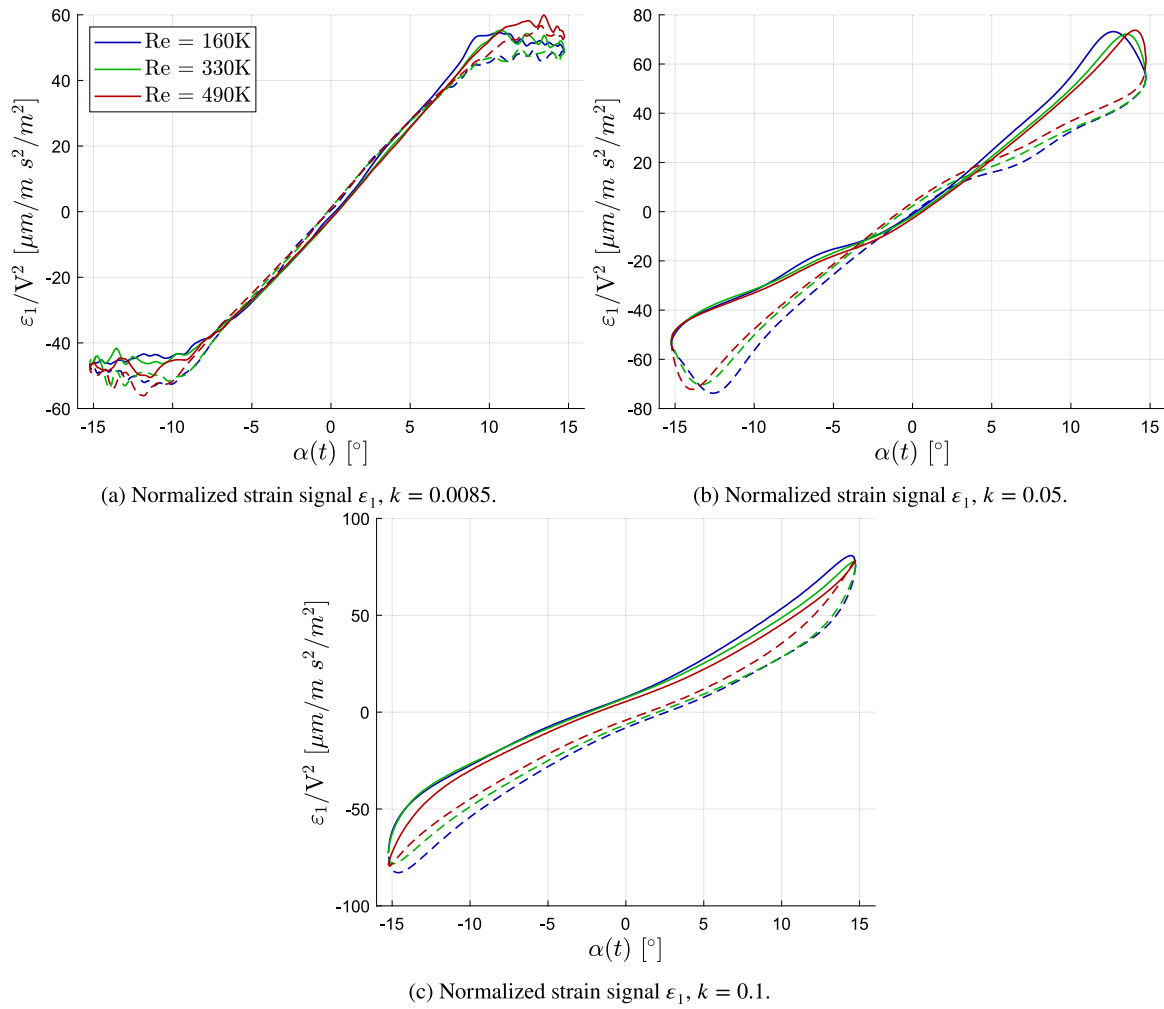 60
40
20
0
-20
-40
-60
Re = 160K
Re = 330K
Re = 490K
ε₁/V² [μm/m s²/m²]
-15 -10 -5 0 5 10 15
α(t) [°]
(a) Normalized strain signal ε₁, k = 0.0085.
80
60
40
20
0
-20
-40
-60
-80
ε₁/V² [μm/m s²/m²]
-15 -10 -5 0 5 10 15
α(t) [°]
(b) Normalized strain signal ε₁, k = 0.05.
100
50
0
-50
-100
ε₁/V² [μm/m s²/m²]
-15 -10 -5 0 5 10 15
α(t) [°]
(c) Normalized strain signal ε₁, k = 0.1.